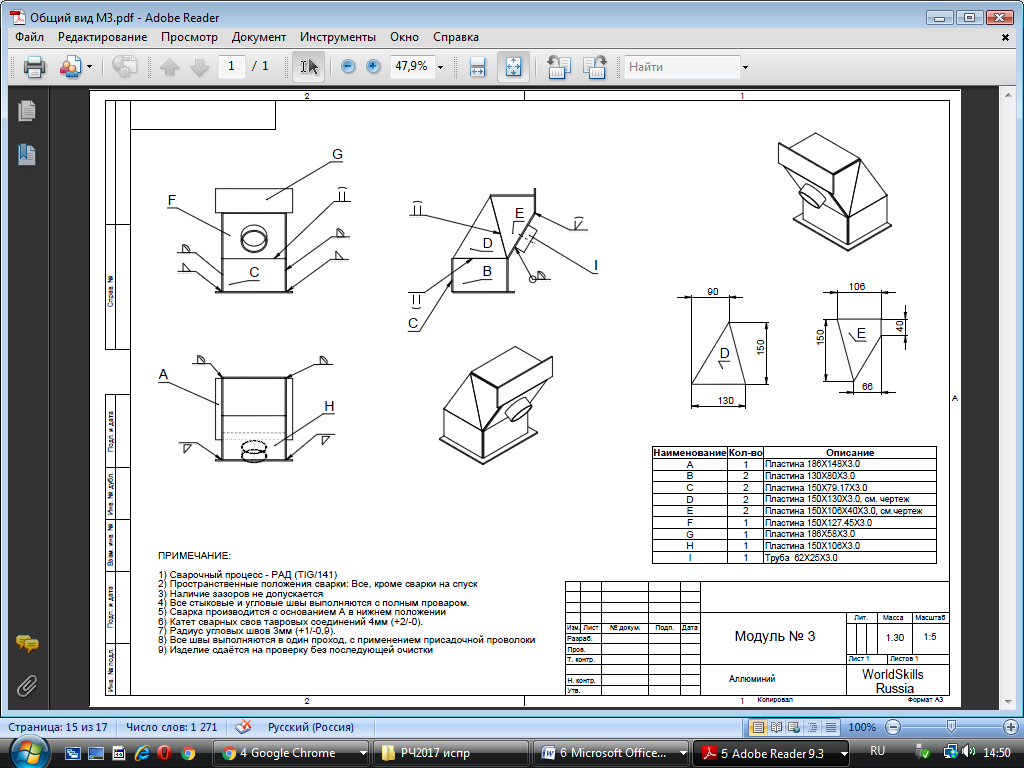 Общий вид М3.pdf - Adobe Reader
Файл Редактирование Просмотр Документ Инструменты Окно Справка
1 / 1 47,9% Найти
2 1
G
F
C
E
D
B
I
C
A
H
90
D
150
130
106
E
150
40
66
A
Справ. №
Подп. и дата
Инв. № дубл.
Взам. инв. №
Подп. и дата
Инв. № подл.
Наименование Кол-во Описание
A 1 Пластина 186X148X3.0
B 2 Пластина 130X80X3.0
C 2 Пластина 150X79.17X3.0
D 2 Пластина 150X130X3.0, см. чертеж
E 2 Пластина 150X106X40X3.0, см.чертеж
F 1 Пластина 150X127.45X3.0
G 1 Пластина 186X58X3.0
H 1 Пластина 150X106X3.0
I 1 Труба 62X25X3.0
ПРИМЕЧАНИЕ:
1) Сварочный процесс - РАД (TIG/141)
2) Пространственные положения сварки: Все, кроме сварки на спуск
3) Наличие зазоров не допускается
4) Все стыковые и угловые швы выполняются с полным проваром.
5) Сварка производится с основанием А в нижнем положении
6) Катет сварных свов тавровых соединений 4мм (+2/-0).
7) Радиус угловых швов 3мм (+1/-0,9).
8) Все швы выполняются в один проход, с применением присадочной проволоки
9) Изделие сдаётся на проверку без последующей очистки
Изм. Лист № докум. Подп. Дата
Разраб.
Пров.
Т. контр.
Н. контр.
Утв.
Модуль № 3
Аллюминий
Лит. Масса Масштаб
1.30 1:5
Лист 1 Листов 1
WorldSkills
Russia
2 1 Копировал Формат А3
Страница: 15 из 17 Число слов: 1 271 Русский (Россия) 100%
4 Google Chrome РЧ2017 испр 6 Microsoft Office... 5 Adobe Reader 9.3 RU 14:50